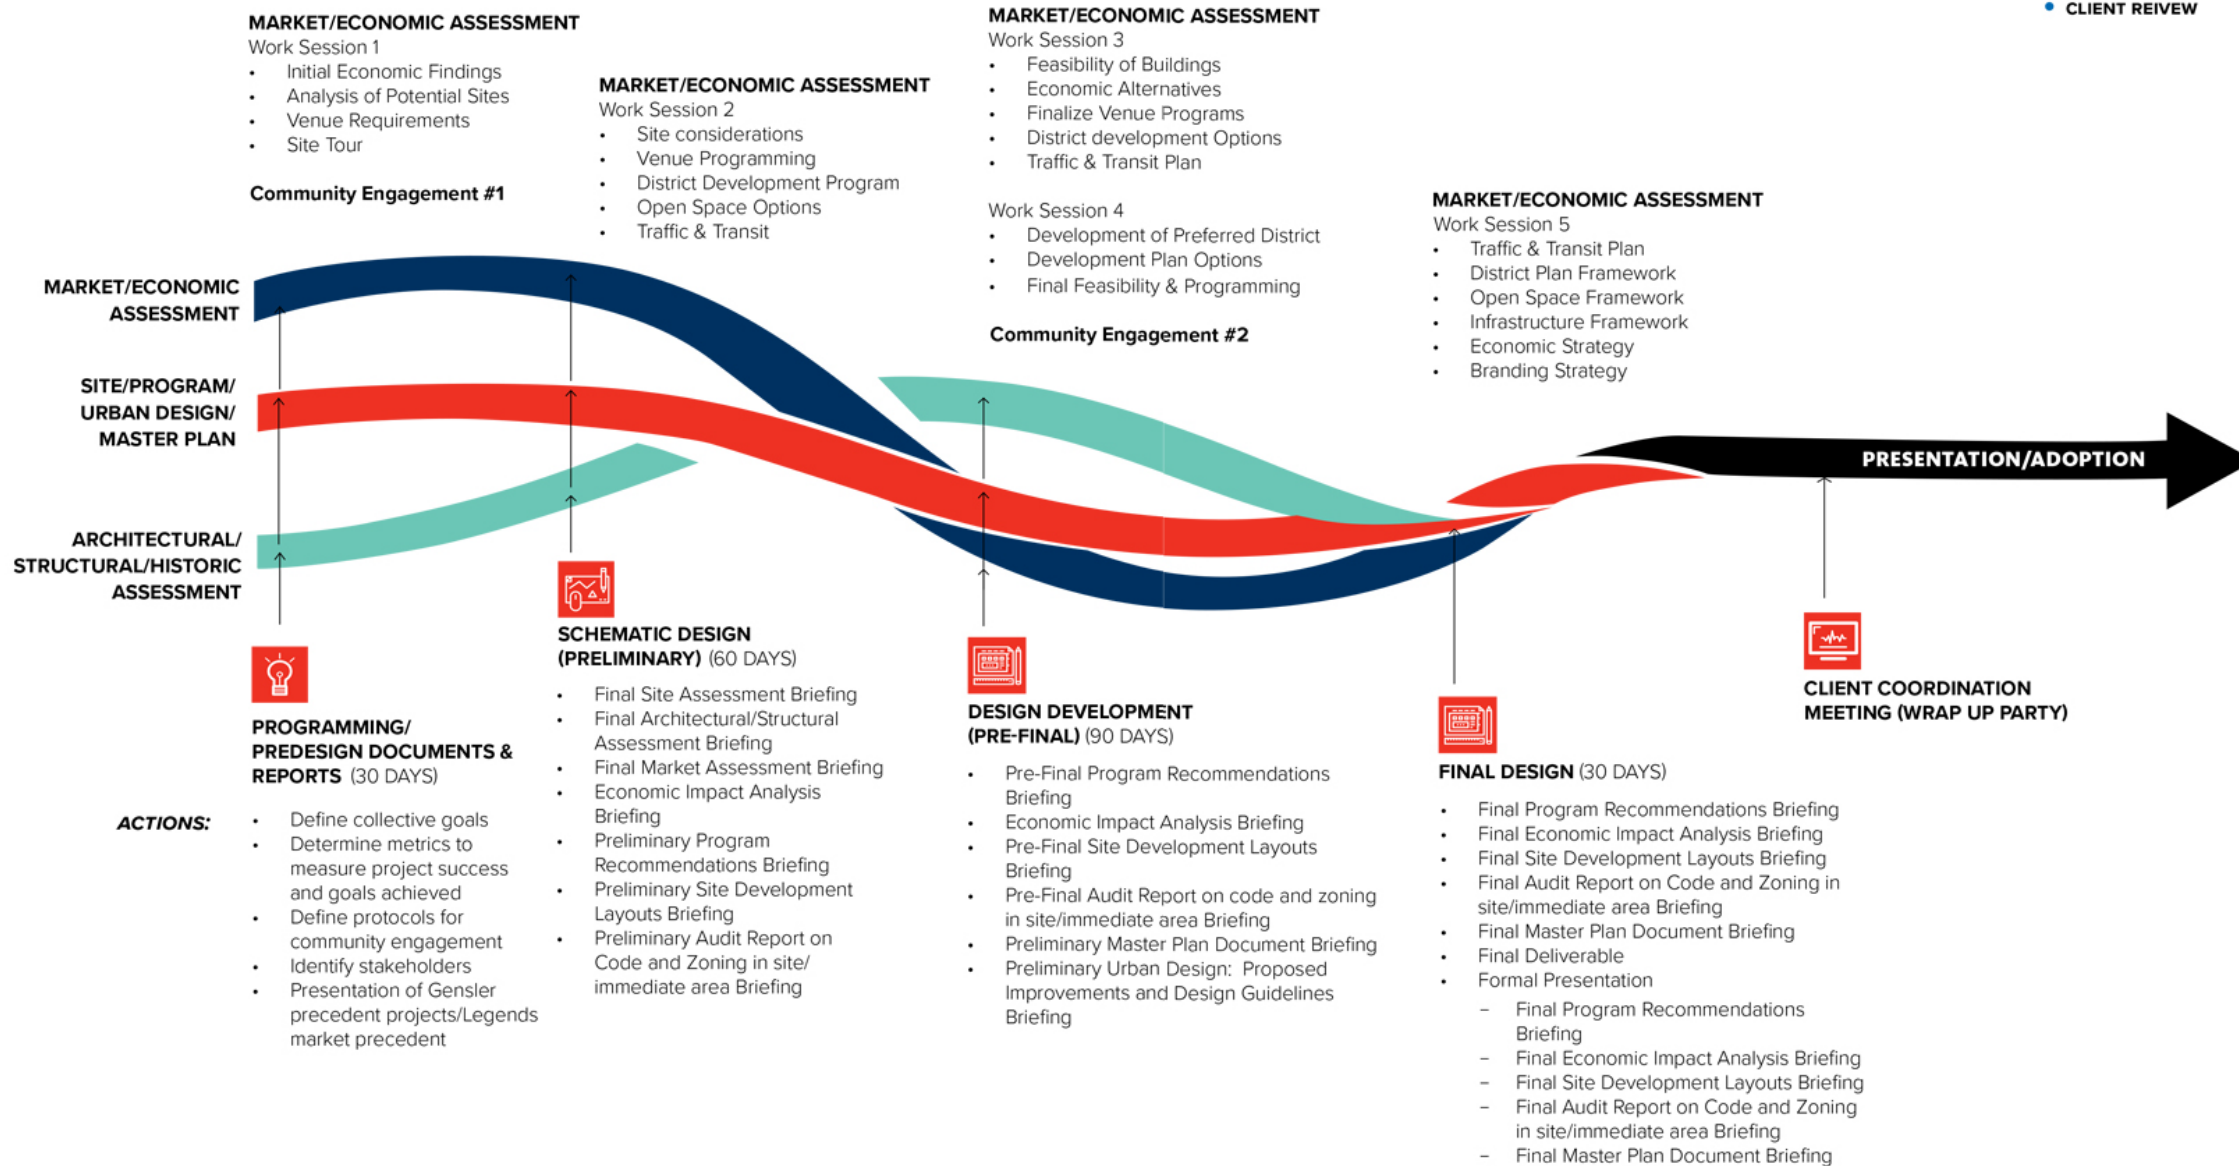 • CLIENT REIVEW
MARKET/ECONOMIC ASSESSMENT
Work Session 1
• Initial Economic Findings
• Analysis of Potential Sites
• Venue Requirements
• Site Tour
Community Engagement #1
MARKET/ECONOMIC ASSESSMENT
Work Session 2
• Site considerations
• Venue Programming
• District Development Program
• Open Space Options
• Traffic & Transit
MARKET/ECONOMIC ASSESSMENT
Work Session 3
• Feasibility of Buildings
• Economic Alternatives
• Finalize Venue Programs
• District development Options
• Traffic & Transit Plan
Work Session 4
• Development of Preferred District
• Development Plan Options
• Final Feasibility & Programming
Community Engagement #2
MARKET/ECONOMIC ASSESSMENT
Work Session 5
• Traffic & Transit Plan
• District Plan Framework
• Open Space Framework
• Infrastructure Framework
• Economic Strategy
• Branding Strategy
MARKET/ECONOMIC
ASSESSMENT
SITE/PROGRAM/
URBAN DESIGN/
MASTER PLAN
ARCHITECTURAL/
STRUCTURAL/HISTORIC
ASSESSMENT
PRESENTATION/ADOPTION
PROGRAMMING/
PREDESIGN DOCUMENTS &
REPORTS (30 DAYS)
ACTIONS:
• Define collective goals
• Determine metrics to
measure project success
and goals achieved
• Define protocols for
community engagement
• Identify stakeholders
• Presentation of Gensler
precedent projects/Legends
market precedent
SCHEMATIC DESIGN
(PRELIMINARY) (60 DAYS)
• Final Site Assessment Briefing
• Final Architectural/Structural
Assessment Briefing
• Final Market Assessment Briefing
• Economic Impact Analysis
Briefing
• Preliminary Program
Recommendations Briefing
• Preliminary Site Development
Layouts Briefing
• Preliminary Audit Report on
Code and Zoning in site/
immediate area Briefing
DESIGN DEVELOPMENT
(PRE-FINAL) (90 DAYS)
• Pre-Final Program Recommendations
Briefing
• Economic Impact Analysis Briefing
• Pre-Final Site Development Layouts
Briefing
• Pre-Final Audit Report on code and zoning
in site/immediate area Briefing
• Preliminary Master Plan Document Briefing
• Preliminary Urban Design: Proposed
Improvements and Design Guidelines
Briefing
FINAL DESIGN (30 DAYS)
• Final Program Recommendations Briefing
• Final Economic Impact Analysis Briefing
• Final Site Development Layouts Briefing
• Final Audit Report on Code and Zoning in
site/immediate area Briefing
• Final Master Plan Document Briefing
• Final Deliverable
• Formal Presentation
– Final Program Recommendations
Briefing
– Final Economic Impact Analysis Briefing
– Final Site Development Layouts Briefing
– Final Audit Report on Code and Zoning
in site/immediate area Briefing
– Final Master Plan Document Briefing
CLIENT COORDINATION
MEETING (WRAP UP PARTY)